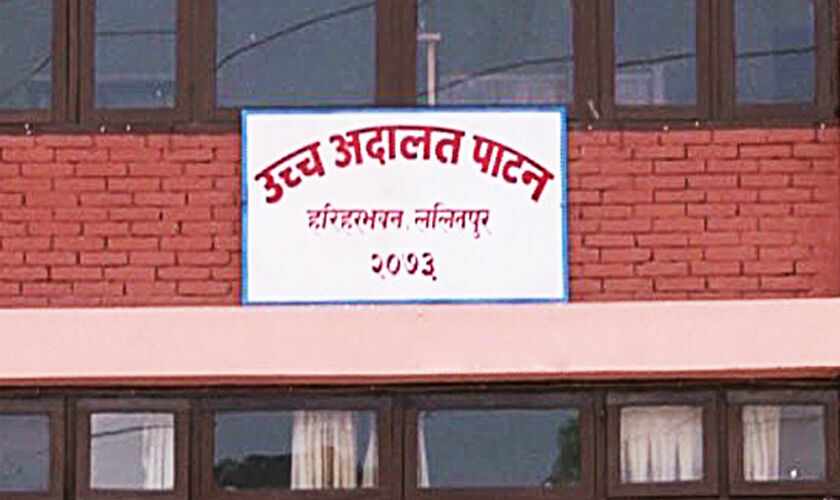 उच्च अदालत पाटन
हरिहरभवन, ललितपुर
२०७३